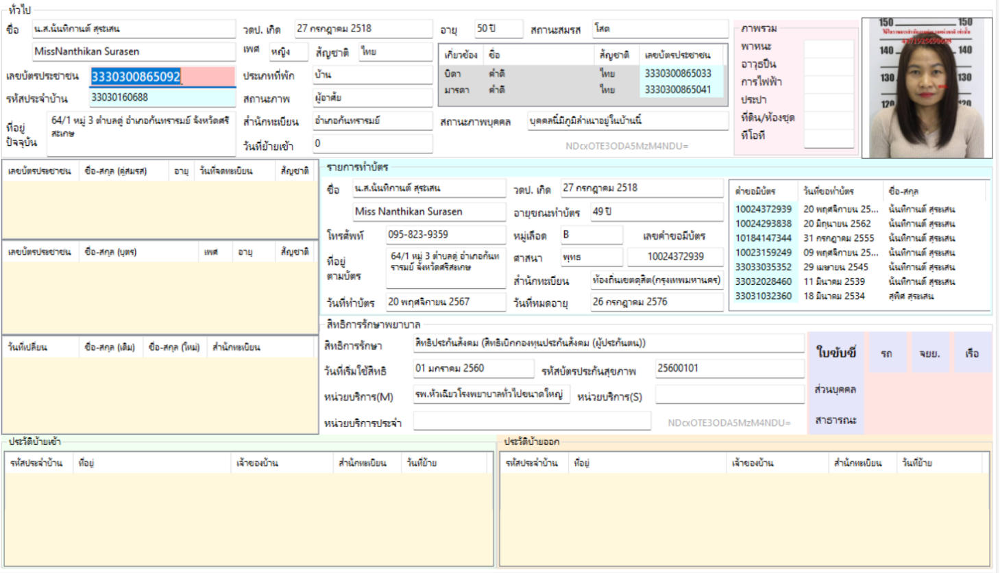 ทั่วไป
ชื่อ น.ส.นันทิกานต์ สุระเสน วดป. เกิด 27 กรกฎาคม 2518 อายุ 50 ปี สถานะสมรส โสด
MissNanthikan Surasen เพศ หญิง สัญชาติ ไทย
เลขบัตรประชาชน 3330300865092 ประเภทที่พัก บ้าน
รหัสประจำบ้าน 33030160688 สถานะภาพ ผู้อาศัย
ที่อยู่ปัจจุบัน 64/1 หมู่ 3 ตำบลดู่ อำเภอกันทรารมย์ จังหวัดศรี
สะเกษ
สำนักทะเบียน อำเภอกันทรารมย์
วันที่ย้ายเข้า 0
เกี่ยวข้อง ชื่อ สัญชาติ เลขบัตรประชาชน
บิดา คำดี ไทย 3330300865033
มารดา คำดี ไทย 3330300865041
สถานะภาพบุคคล บุคคลนี้มีภูมิลำเนาอยู่ในบ้านนี้
NDcxOTE3ODA5MzM4NDU=
ภาพรวม
พาหนะ
อาวุธปืน
การไฟฟ้า
ประปา
ที่ดิน/ห้องชุด
ทีโอที
150 150
140 140
130 130
120 120
เลขบัตรประชาชน ชื่อ-สกุล (คู่สมรส) อายุ วันที่จดทะเบียน สัญชาติ
เลขบัตรประชาชน ชื่อ-สกุล (บุตร) เพศ อายุ สัญชาติ
วันที่เปลี่ยน ชื่อ-สกุล (เดิม) ชื่อ-สกุล (ใหม่) สำนักทะเบียน
รายการทำบัตร
ชื่อ น.ส.นันทิกานต์ สุระเสน วดป. เกิด 27 กรกฎาคม 2518
Miss Nanthikan Surasen อายุขณะทำบัตร 49 ปี
โทรศัพท์ 095-823-9359 หมู่เลือด B เลขคำขอมีบัตร
ที่อยู่ตามบัตร 64/1 หมู่ 3 ตำบลดู่ อำเภอกันท
รารมย์ จังหวัดศรีสะเกษ
ศาสนา พุทธ 10024372939
สำนักทะเบียน ท้องถิ่นเขตดุสิต(กรุงเทพมหานคร)
วันที่ทำบัตร 20 พฤศจิกายน 2567 วันที่หมดอายุ 26 กรกฎาคม 2576
คำขอมีบัตร วันที่ขอทำบัตร ชื่อ-สกุล
10024372939 20 พฤศจิกายน 25... นันทิกานต์ สุระเสน
10024293838 20 มิถุนายน 2562 นันทิกานต์ สุระเสน
10184147344 31 กรกฎาคม 2555 นันทิกานต์ สุระเสน
10023159249 09 พฤศจิกายน 25... นันทิกานต์ สุระเสน
33033035352 29 เมษายน 2545 นันทิกานต์ สุระเสน
33032028460 11 มีนาคม 2539 นันทิกานต์ สุระเสน
33031032360 18 มีนาคม 2534 สุพิศ สุระเสน
สิทธิการรักษาพยาบาล
สิทธิการรักษา สิทธิประกันสังคม (สิทธิเบิกกองทุนประกันสังคม (ผู้ประกันตน))
วันที่เริ่มใช้สิทธิ 01 มกราคม 2560 รหัสบัตรประกันสุขภาพ 25600101
หน่วยบริการ(M) รพ.หัวเฉียวโรงพยาบาลทั่วไปขนาดใหญ่ หน่วยบริการ(S)
หน่วยบริการประจำ NDcxOTE3ODA5MzM4NDU=
ใบขับขี่ รถ จยย. เรือ
ส่วนบุคคล
สาธารณะ
ประวัติย้ายเข้า
รหัสประจำบ้าน ที่อยู่ เจ้าของบ้าน สำนักทะเบียน วันที่ย้าย
ประวัติย้ายออก
รหัสประจำบ้าน ที่อยู่ เจ้าของบ้าน สำนักทะเบียน วันที่ย้าย